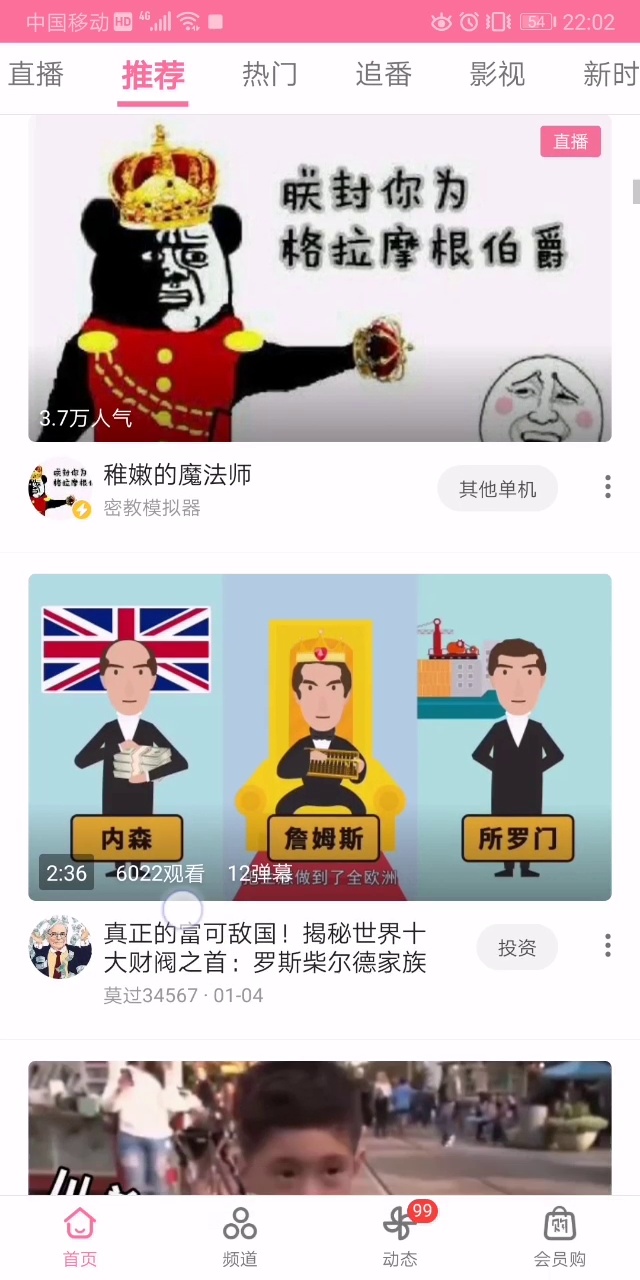 中国移动 HD 4G 54 22:02
直播 推荐 热门 追番 影视 新时
直播
朕封你为
格拉摩根伯爵
3.7万人气
稚嫩的魔法师
密教模拟器
其他单机
内森 詹姆斯 所罗门
做到了全欧洲
2:36 6022观看 12弹幕
真正的富可敌国！揭秘世界十
大财阀之首：罗斯柴尔德家族
投资
莫过34567 · 01-04
99
首页 频道 动态 会员购